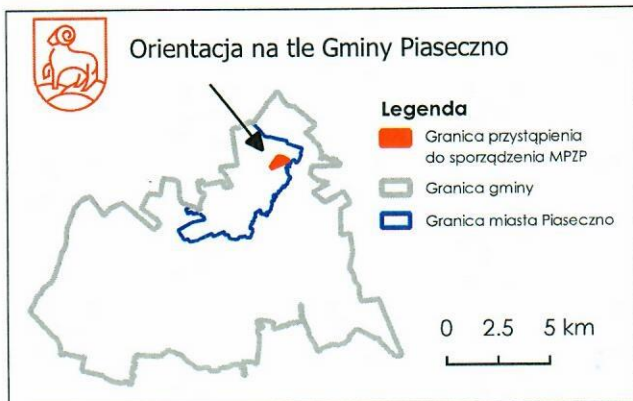 Orientacja na tle Gminy Piaseczno
Legenda
Granica przystąpienia
do sporządzenia MPZP
Granica gminy
Granica miasta Piaseczno
0 2.5 5 km